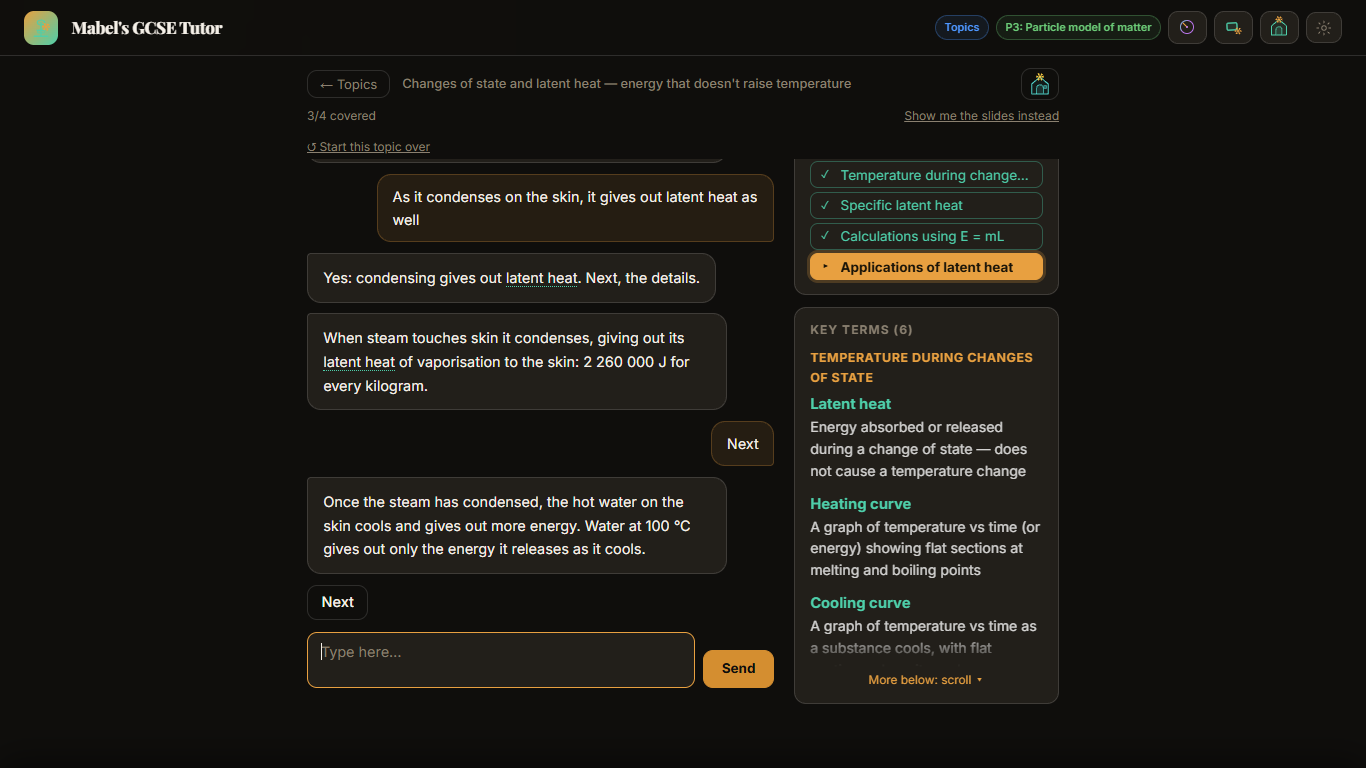 Mabel's GCSE Tutor
Topics
P3: Particle model of matter
← Topics
Changes of state and latent heat — energy that doesn't raise temperature
3/4 covered
Show me the slides instead
↺ Start this topic over
As it condenses on the skin, it gives out latent heat as
well
Yes: condensing gives out latent heat. Next, the details.
When steam touches skin it condenses, giving out its
latent heat of vaporisation to the skin: 2 260 000 J for
every kilogram.
Next
Once the steam has condensed, the hot water on the
skin cools and gives out more energy. Water at 100 °C
gives out only the energy it releases as it cools.
Next
Type here...
Send
✓ Temperature during change...
✓ Specific latent heat
✓ Calculations using E = mL
‣ Applications of latent heat
KEY TERMS (6)
TEMPERATURE DURING CHANGES
OF STATE
Latent heat
Energy absorbed or released
during a change of state — does
not cause a temperature change
Heating curve
A graph of temperature vs time (or
energy) showing flat sections at
melting and boiling points
Cooling curve
A graph of temperature vs time as
a substance cools, with flat
More below: scroll ▾